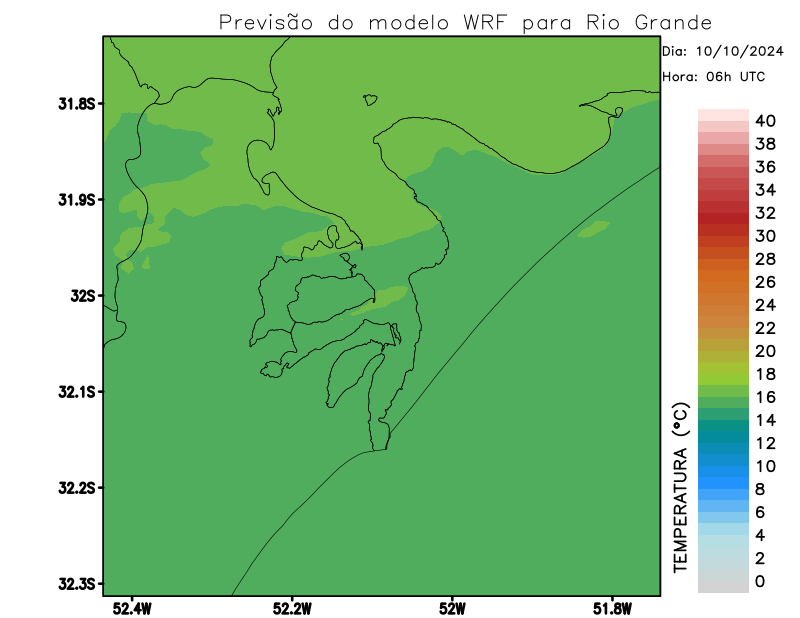 Previsão do modelo WRF para Rio Grande
Dia: 10/10/2024
Hora: 06h UTC
31.8S
31.9S
32S
32.1S
32.2S
32.3S
52.4W
52.2W
52W
51.8W
TEMPERATURA (°C)
40
38
36
34
32
30
28
26
24
22
20
18
16
14
12
10
8
6
4
2
0